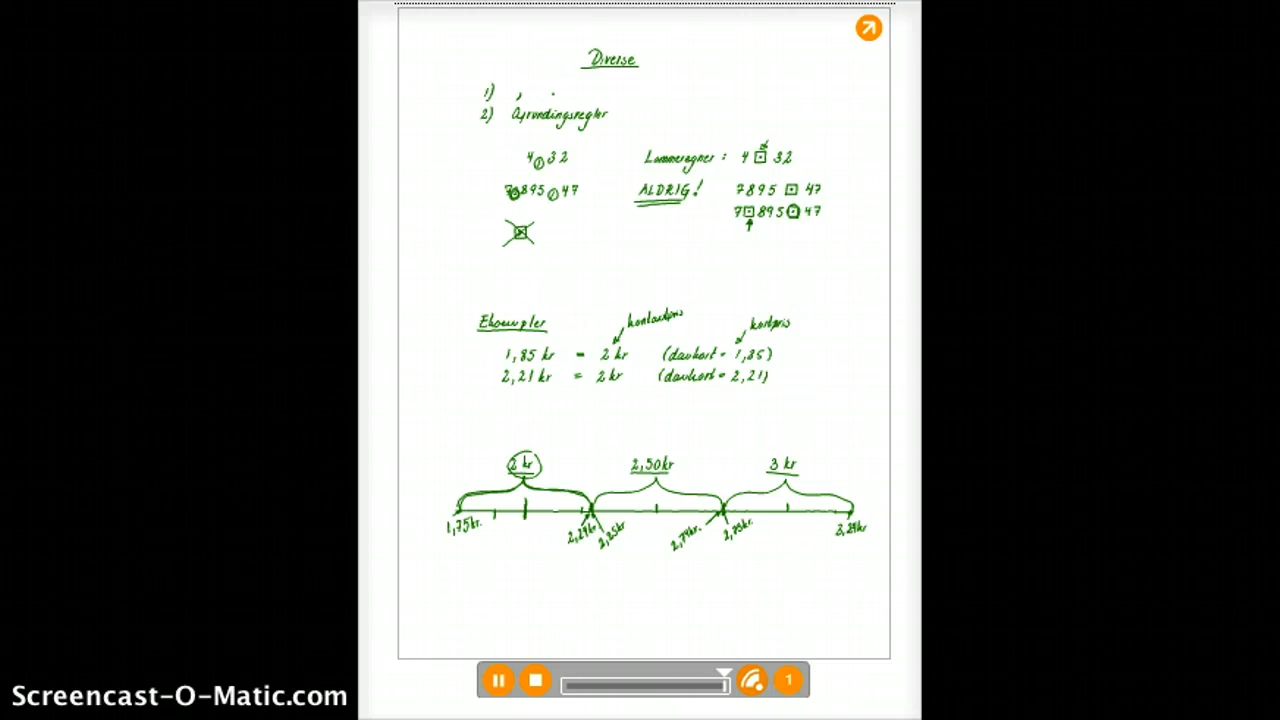 Diverse
1) , .
2) Afrundingsregler
4,32 Lommeregner : 4 . 32
7.895,47 ALDRIG! 7895 . 47
7 . 895 . 47
Eksempler kontantpris kortpris
1,85 kr = 2 kr (dankort = 1,85)
2,21 kr = 2 kr (dankort = 2,21)
2 kr 2,50 kr 3 kr
1,75 kr. 2,24 kr 2,25 kr 2,74 kr. 2,75 kr. 3,24 kr
1
Screencast-O-Matic.com